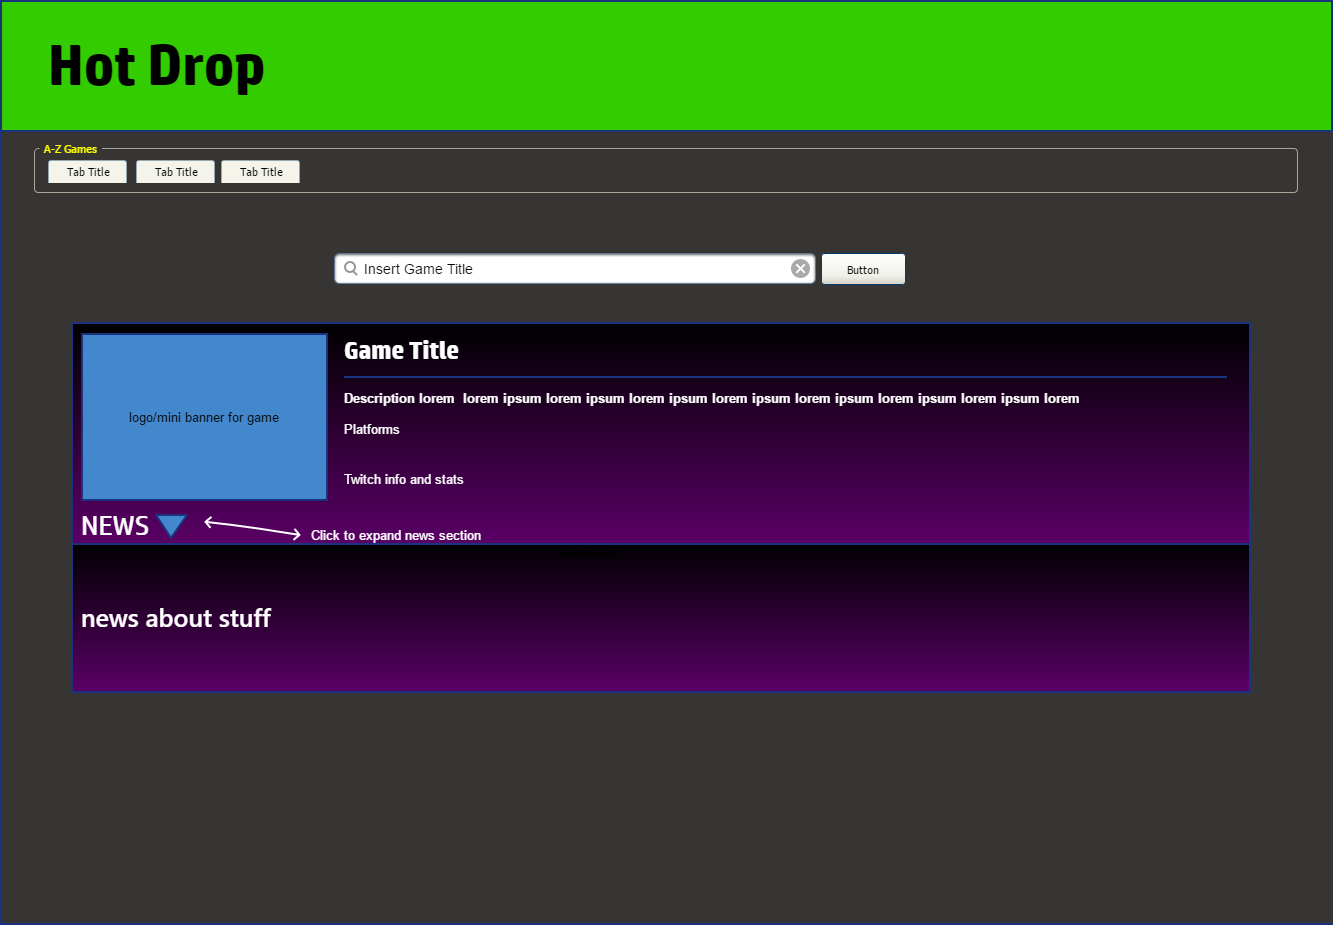 Hot Drop
A-Z Games
Tab Title Tab Title Tab Title
Insert Game Title Button
Game Title
logo/mini banner for game
Description lorem  lorem ipsum lorem ipsum lorem ipsum lorem ipsum lorem ipsum lorem ipsum lorem ipsum lorem
Platforms
Twitch info and stats
NEWS Click to expand news section
news about stuff